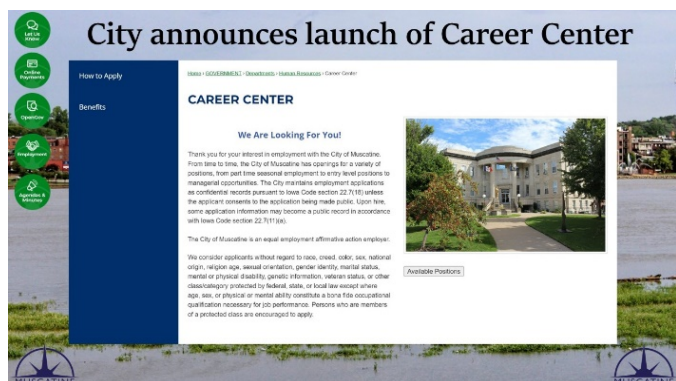 City announces launch of Career Center
Let Us
Know
Online
Payments
OpenGov
Employment
Agendas &
Minutes
How to Apply
Benefits
Home › GOVERNMENT › Departments › Human Resources › Career Center
CAREER CENTER
We Are Looking For You!
Thank you for your interest in employment with the City of Muscatine.
From time to time, the City of Muscatine has openings for a variety of
positions, from part time seasonal employment to entry level positions to
managerial opportunities. The City maintains employment applications
as confidential records pursuant to Iowa Code section 22.7(18) unless
the applicant consents to the application being made public. Upon hire,
some application information may become a public record in accordance
with Iowa Code section 22.7(11)(a).
The City of Muscatine is an equal employment affirmative action employer.
We consider applicants without regard to race, creed, color, sex, national
origin, religion age, sexual orientation, gender identity, marital status,
mental or physical disability, genetic information, veteran status, or other
class/category protected by federal, state, or local law except where
age, sex, or physical or mental ability constitute a bona fide occupational
qualification necessary for job performance. Persons who are members
of a protected class are encouraged to apply.
Available Positions
MUSCATINE
MUSCATINE